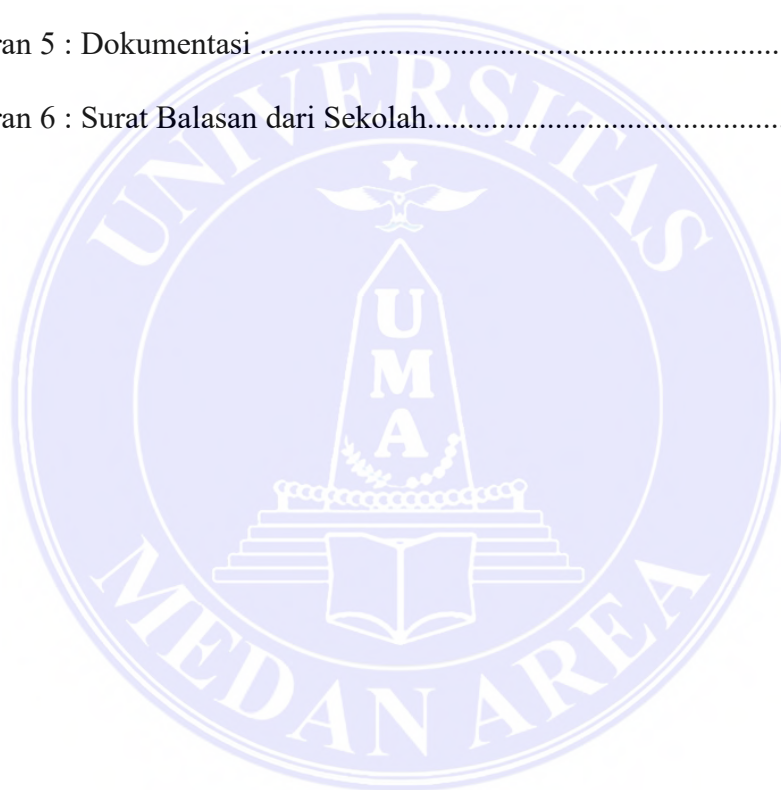 ran 5 : Dokumentasi ................................................................
ran 6 : Surat Balasan dari Sekolah............................................
UNIVERSITAS
U
M
A
MEDAN AREA